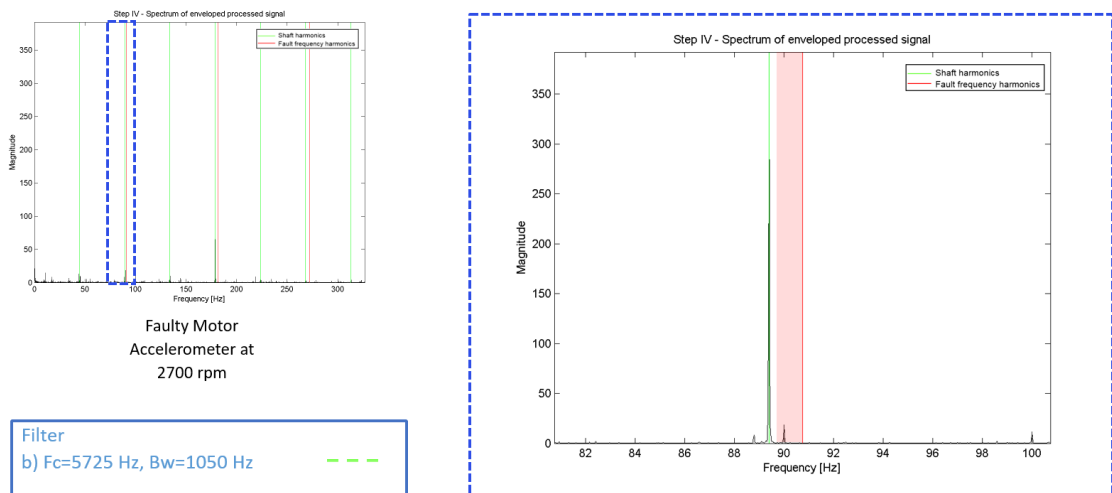 Step IV - Spectrum of enveloped processed signal
Shaft harmonics
Fault frequency harmonics
350
300
250
200
150
100
50
0
Magnitude
0 50 100 150 200 250 300
Frequency [Hz]
Faulty Motor
Accelerometer at
2700 rpm
Filter
b) Fc=5725 Hz, Bw=1050 Hz
Step IV - Spectrum of enveloped processed signal
Shaft harmonics
Fault frequency harmonics
350
300
250
200
150
100
50
0
Magnitude
82 84 86 88 90 92 94 96 98 100
Frequency [Hz]